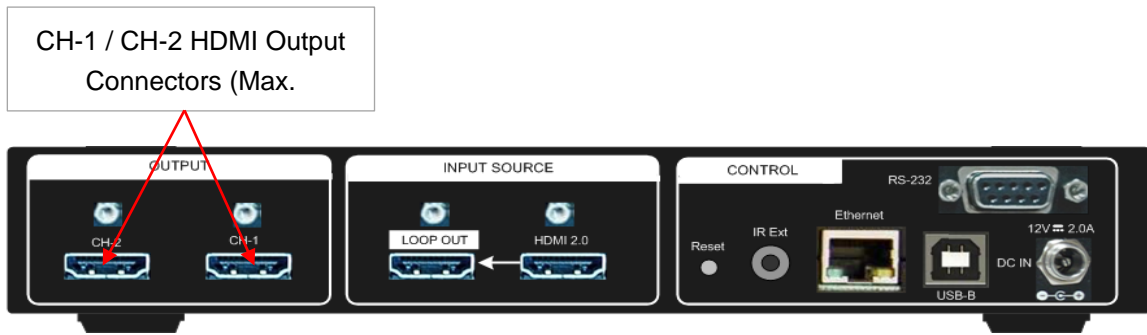 CH-1 / CH-2 HDMI Output
Connectors (Max.
OUTPUT
CH-2
CH-1
INPUT SOURCE
LOOP OUT
HDMI 2.0
CONTROL
RS-232
Ethernet
IR Ext
Reset
USB-B
12V 2.0A
DC IN